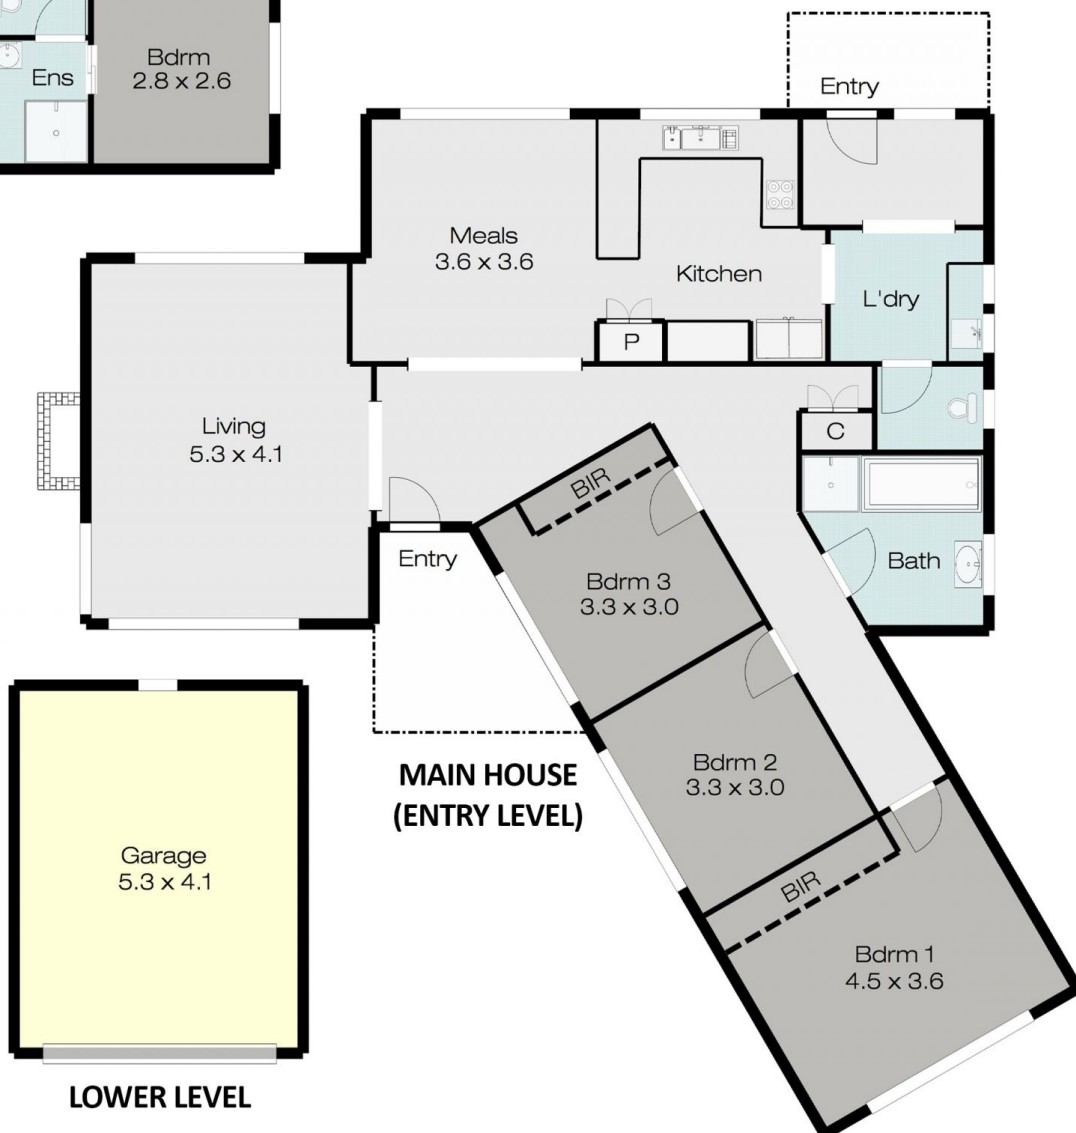 Bdrm
2.8 x 2.6
Ens
Entry
Meals
3.6 x 3.6
Kitchen
L'dry
P
Living
5.3 x 4.1
C
BIR
Entry
Bath
Bdrm 3
3.3 x 3.0
Bdrm 2
3.3 x 3.0
MAIN HOUSE
(ENTRY LEVEL)
Garage
5.3 x 4.1
BIR
Bdrm 1
4.5 x 3.6
LOWER LEVEL